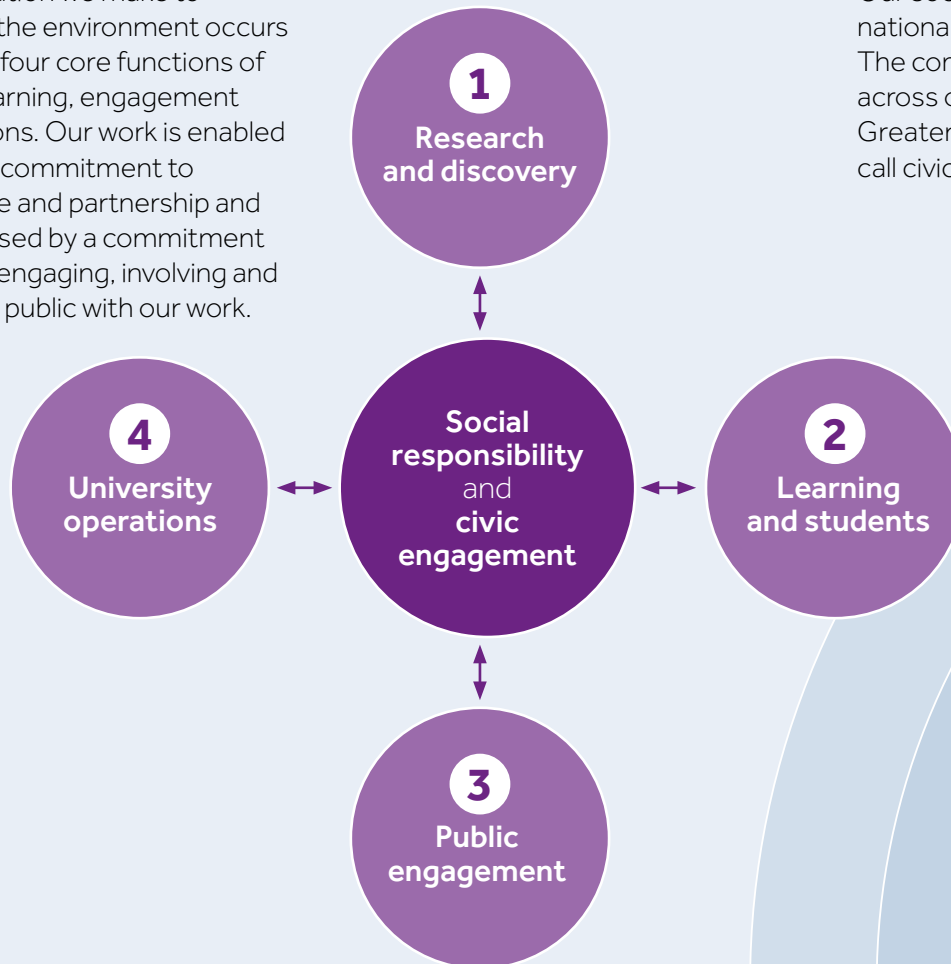 the environment occurs
four core functions of
arning, engagement
ons. Our work is enabled
commitment to
e and partnership and
sed by a commitment
engaging, involving and
public with our work.
nationa
The con
across c
Greater
call civic
1
Research
and discovery
2
Learning
and students
3
Public
engagement
4
University
operations
Social
responsibility
and
civic
engagement